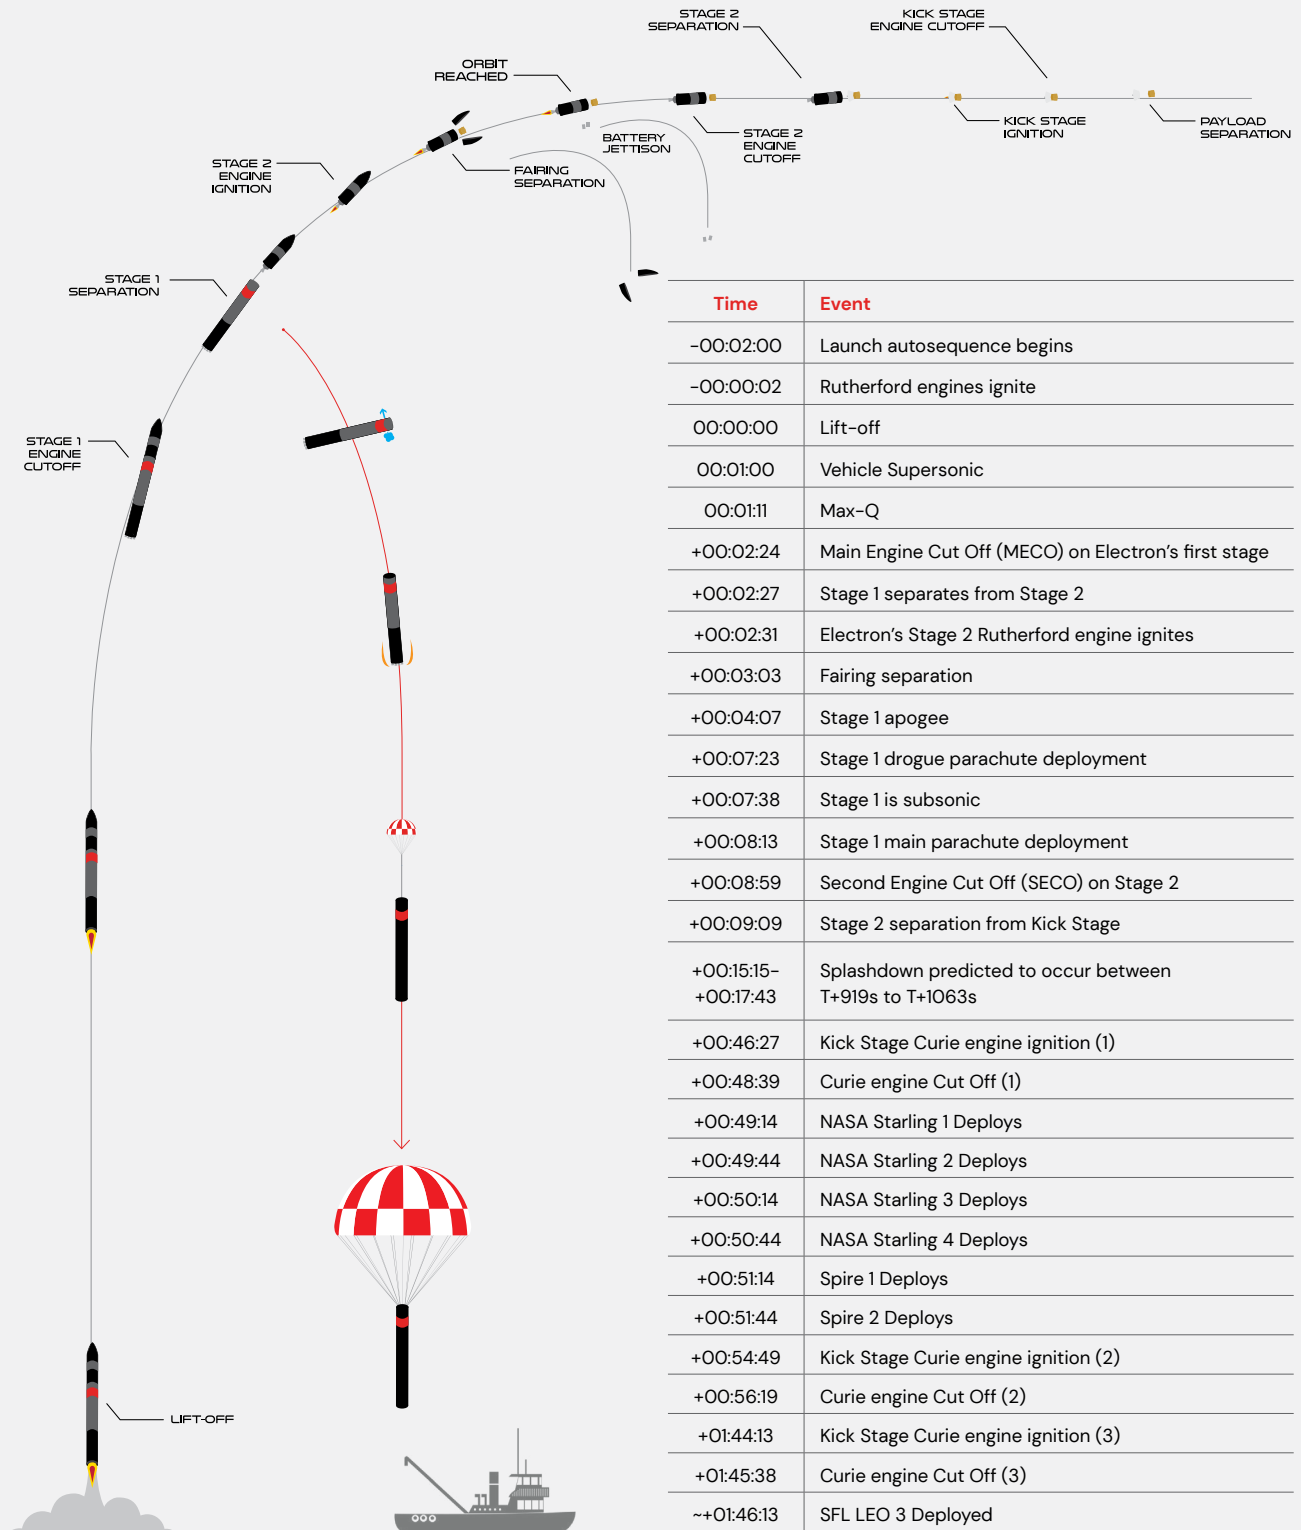 STAGE 2
SEPARATION
KICK STAGE
ENGINE CUTOFF
ORBIT
REACHED
BATTERY
JETTISON
STAGE 2
ENGINE
CUTOFF
KICK STAGE
IGNITION
PAYLOAD
SEPARATION
STAGE 2
ENGINE
IGNITION
FAIRING
SEPARATION
STAGE 1
SEPARATION
STAGE 1
ENGINE
CUTOFF
LIFT-OFF
Time Event
-00:02:00 Launch autosequence begins
-00:00:02 Rutherford engines ignite
00:00:00 Lift-off
00:01:00 Vehicle Supersonic
00:01:11 Max-Q
+00:02:24 Main Engine Cut Off (MECO) on Electron's first stage
+00:02:27 Stage 1 separates from Stage 2
+00:02:31 Electron's Stage 2 Rutherford engine ignites
+00:03:03 Fairing separation
+00:04:07 Stage 1 apogee
+00:07:23 Stage 1 drogue parachute deployment
+00:07:38 Stage 1 is subsonic
+00:08:13 Stage 1 main parachute deployment
+00:08:59 Second Engine Cut Off (SECO) on Stage 2
+00:09:09 Stage 2 separation from Kick Stage
+00:15:15- Splashdown predicted to occur between
+00:17:43 T+919s to T+1063s
+00:46:27 Kick Stage Curie engine ignition (1)
+00:48:39 Curie engine Cut Off (1)
+00:49:14 NASA Starling 1 Deploys
+00:49:44 NASA Starling 2 Deploys
+00:50:14 NASA Starling 3 Deploys
+00:50:44 NASA Starling 4 Deploys
+00:51:14 Spire 1 Deploys
+00:51:44 Spire 2 Deploys
+00:54:49 Kick Stage Curie engine ignition (2)
+00:56:19 Curie engine Cut Off (2)
+01:44:13 Kick Stage Curie engine ignition (3)
+01:45:38 Curie engine Cut Off (3)
~+01:46:13 SFL LEO 3 Deployed